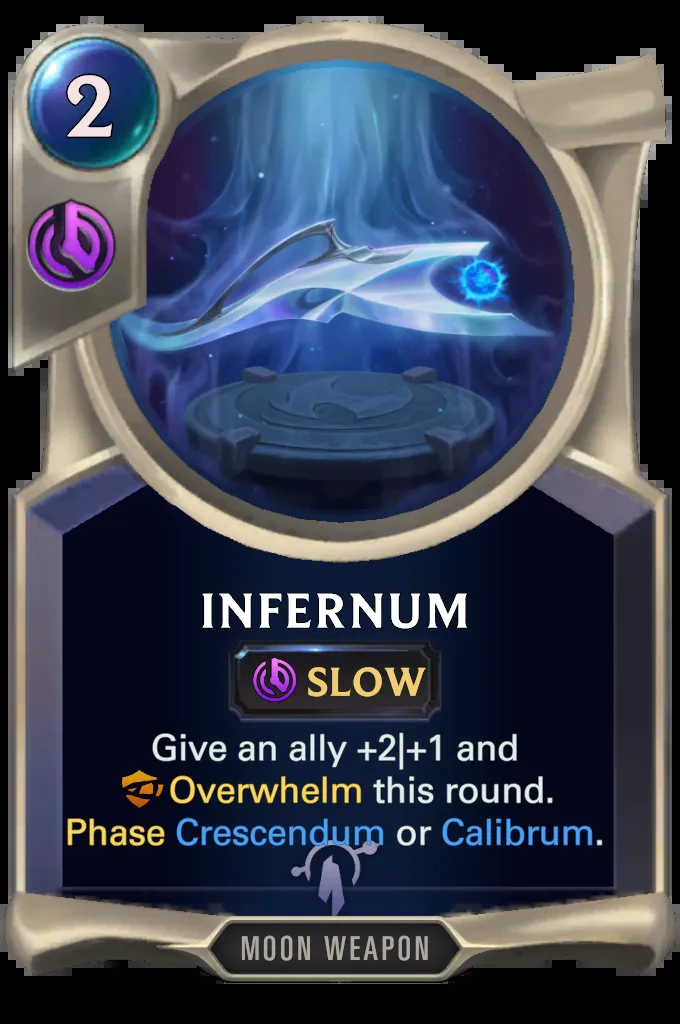 2
INFERNUM
SLOW
Give an ally +2|+1 and
Overwhelm this round.
Phase Crescendum or Calibrum.
MOON WEAPON